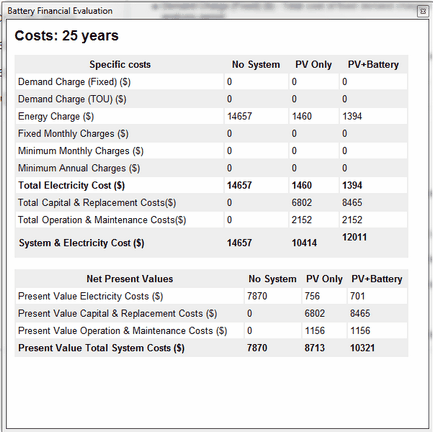 Battery Financial Evaluation
Costs: 25 years
Specific costs No System PV Only PV+Battery
Demand Charge (Fixed) ($) 0 0 0
Demand Charge (TOU) ($) 0 0 0
Energy Charge ($) 14657 1460 1394
Fixed Monthly Charges ($) 0 0 0
Minimum Monthly Charges ($) 0 0 0
Minimum Annual Charges ($) 0 0 0
Total Electricity Cost ($) 14657 1460 1394
Total Capital & Replacement Costs($) 0 6802 8465
Total Operation & Maintenance Costs($) 0 2152 2152
System & Electricity Cost ($) 14657 10414 12011
Net Present Values No System PV Only PV+Battery
Present Value Electricity Costs ($) 7870 756 701
Present Value Capital & Replacement Costs ($) 0 6802 8465
Present Value Operation & Maintenance Costs ($) 0 1156 1156
Present Value Total System Costs ($) 7870 8713 10321